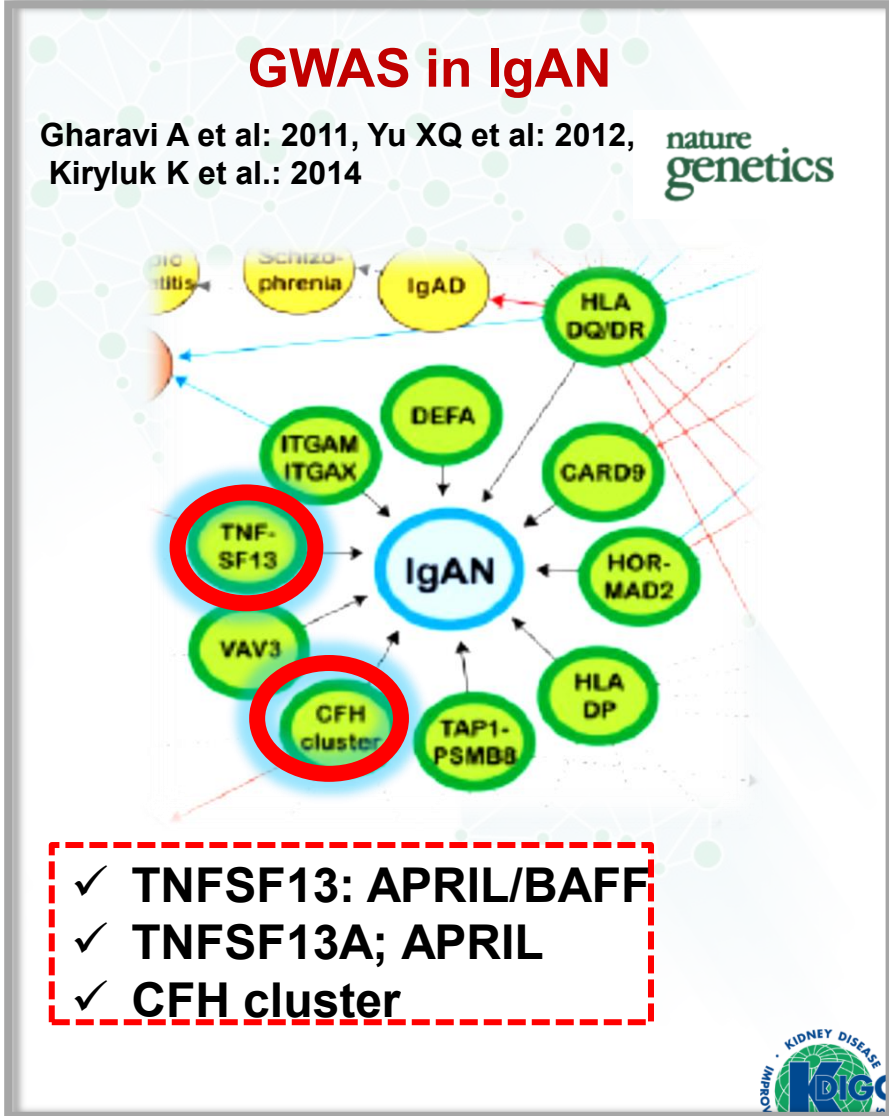 GWAS in IgAN
Gharavi A et al: 2011, Yu XQ et al: 2012,
Kiryluk K et al.: 2014
nature
genetics
Schizo-
phrenia
IgAD
HLA
DQ/DR
DEFA
ITGAM
ITGAX
CARD9
TNF-
SF13
IgAN
HOR-
MAD2
VAV3
HLA
DP
CFH
cluster
TAP1-
PSMB8
✓ TNFSF13: APRIL/BAFF
✓ TNFSF13A; APRIL
✓ CFH cluster
KIDNEY DISEASE